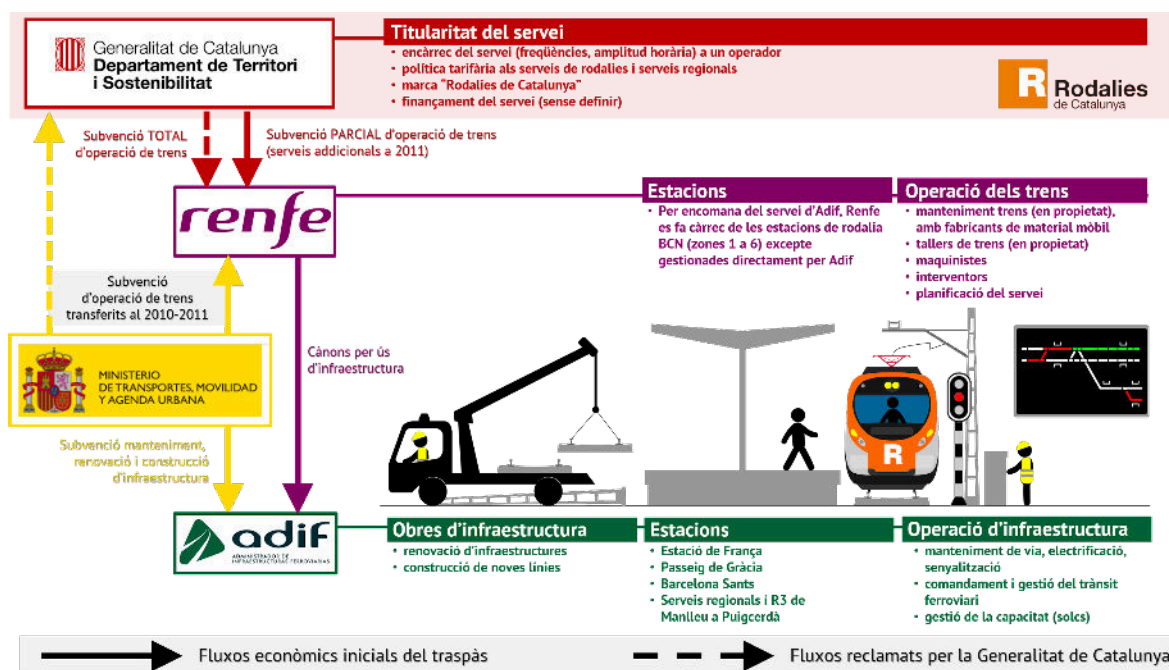 Generalitat de Catalunya
Departament de Territori
i Sostenibilitat
Titularitat del servei
• encàrrec del servei (freqüències, amplitud horària) a un operador
• política tarifària als serveis de rodalies i serveis regionals
• marca "Rodalies de Catalunya"
• finançament del servei (sense definir)
R Rodalies
de Catalunya
Subvenció TOTAL
d'operació de trens
Subvenció PARCIAL d'operació de trens
(serveis addicionals a 2011)
renfe
Estacions
• Per encomana del servei d'Adif, Renfe
es fa càrrec de les estacions de rodalia
BCN (zones 1 a 6) excepte
gestionades directament per Adif
Operació dels trens
• manteniment trens (en propietat),
amb fabricants de material mòbil
• tallers de trens (en propietat)
• maquinistes
• interventors
• planificació del servei
Subvenció
d'operació de trens
transferits al 2010-2011
MINISTERIO
DE TRANSPORTES, MOVILIDAD
Y AGENDA URBANA
Cànons per ús
d'infraestructura
Subvenció manteniment,
renovació i construcció
d'infraestructura
R
adif
ADMINISTRADOR DE
INFRAESTRUCTURAS FERROVIARIAS
Obres d'infraestructura
• renovació d'infraestructures
• construcció de noves línies
Estacions
• Estació de França
• Passeig de Gràcia
• Barcelona Sants
• Serveis regionals i R3 de
Manlleu a Puigcerdà
Operació d'infraestructura
• manteniment de via, electrificació,
senyalització
• comandament i gestió del trànsit
ferroviari
• gestió de la capacitat (solcs)
Fluxos econòmics inicials del traspàs
Fluxos reclamats per la Generalitat de Catalunya